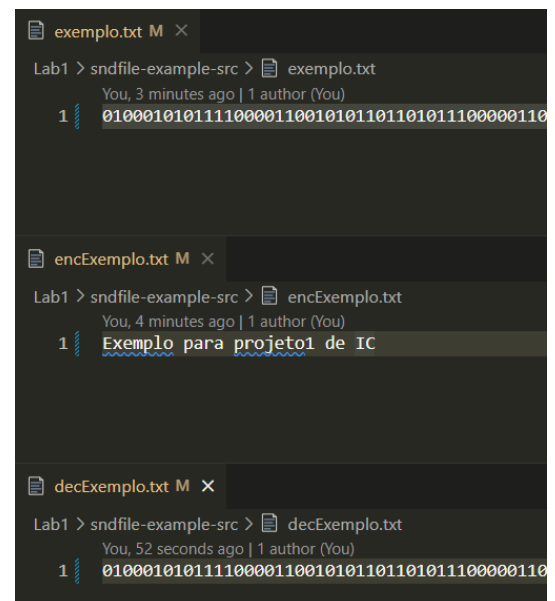 exemplo.txt M ×
Lab1 > sndfile-example-src > exemplo.txt
You, 3 minutes ago | 1 author (You)
1 01000101011110000110010101101101011100000110
encExemplo.txt M ×
Lab1 > sndfile-example-src > encExemplo.txt
You, 4 minutes ago | 1 author (You)
1 Exemplo para projeto1 de IC
decExemplo.txt M ×
Lab1 > sndfile-example-src > decExemplo.txt
You, 52 seconds ago | 1 author (You)
1 01000101011110000110010101101101011100000110